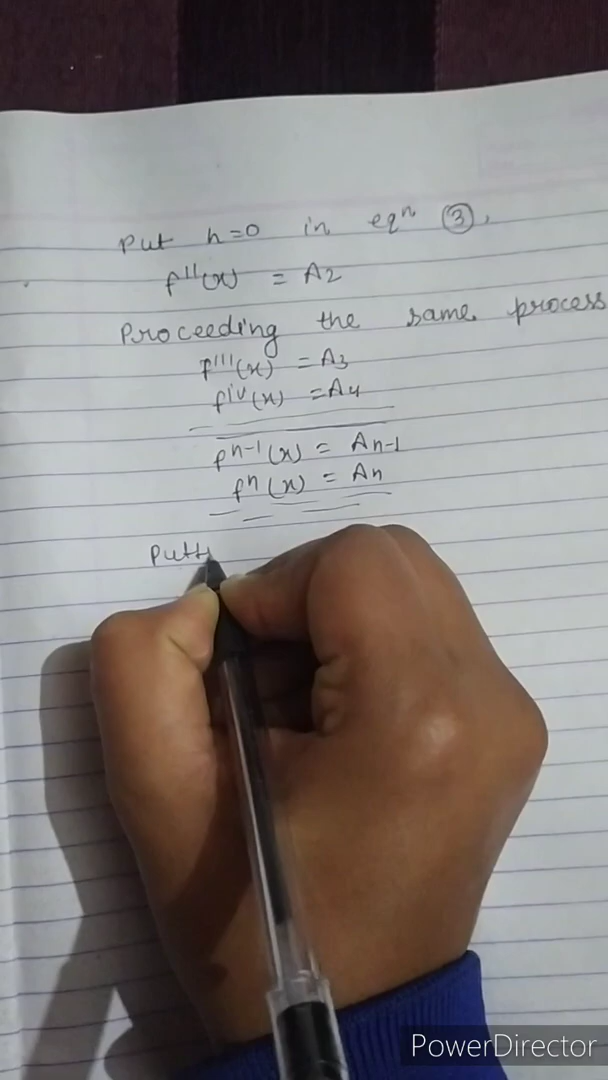 Put h=0 in eqⁿ ③,
f''(x) = A2
Proceeding the same process
f'''(x) = A3
fⁱᵛ(x) = A4
fⁿ⁻¹(x) = An-1
fⁿ(x) = An
Putt
PowerDirector